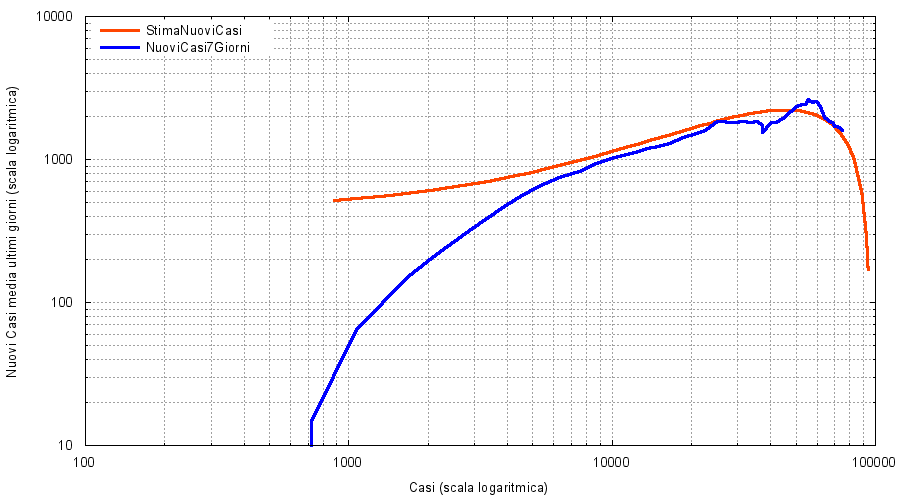 10000
StimaNuoviCasi
NuoviCasi7Giorni
1000
100
10
Nuovi Casi media ultimi giorni (scala logaritmica)
100 1000 10000 100000
Casi (scala logaritmica)